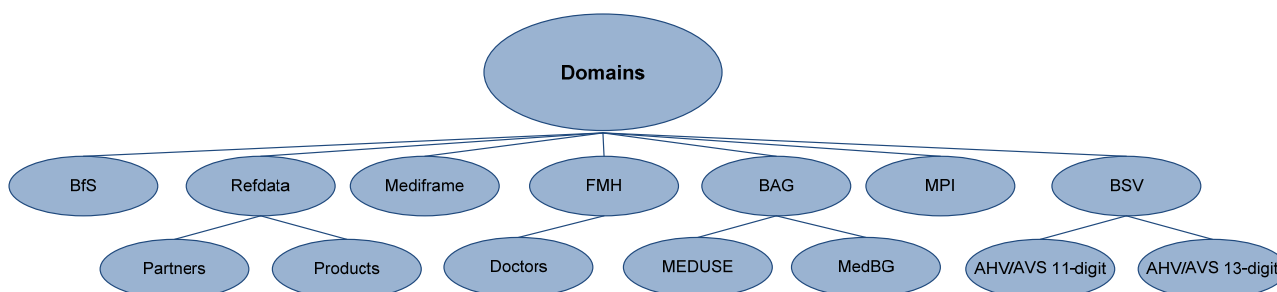 Domains
BfS
Refdata
Mediframe
FMH
BAG
MPI
BSV
Partners
Products
Doctors
MEDUSE
MedBG
AHV/AVS 11-digit
AHV/AVS 13-digit